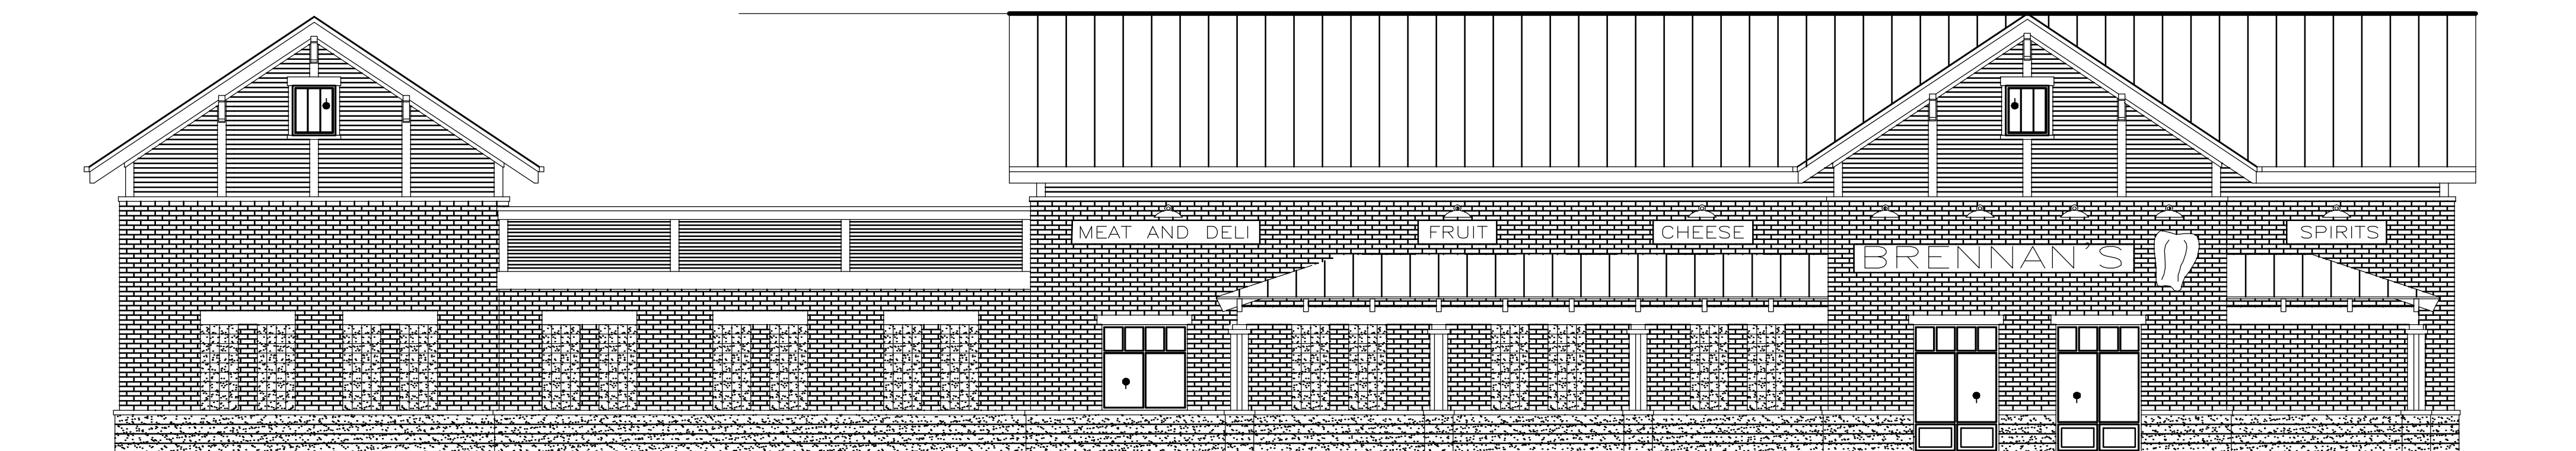 MEAT AND DELI
FRUIT
CHEESE
BRENNAN'S
SPIRITS